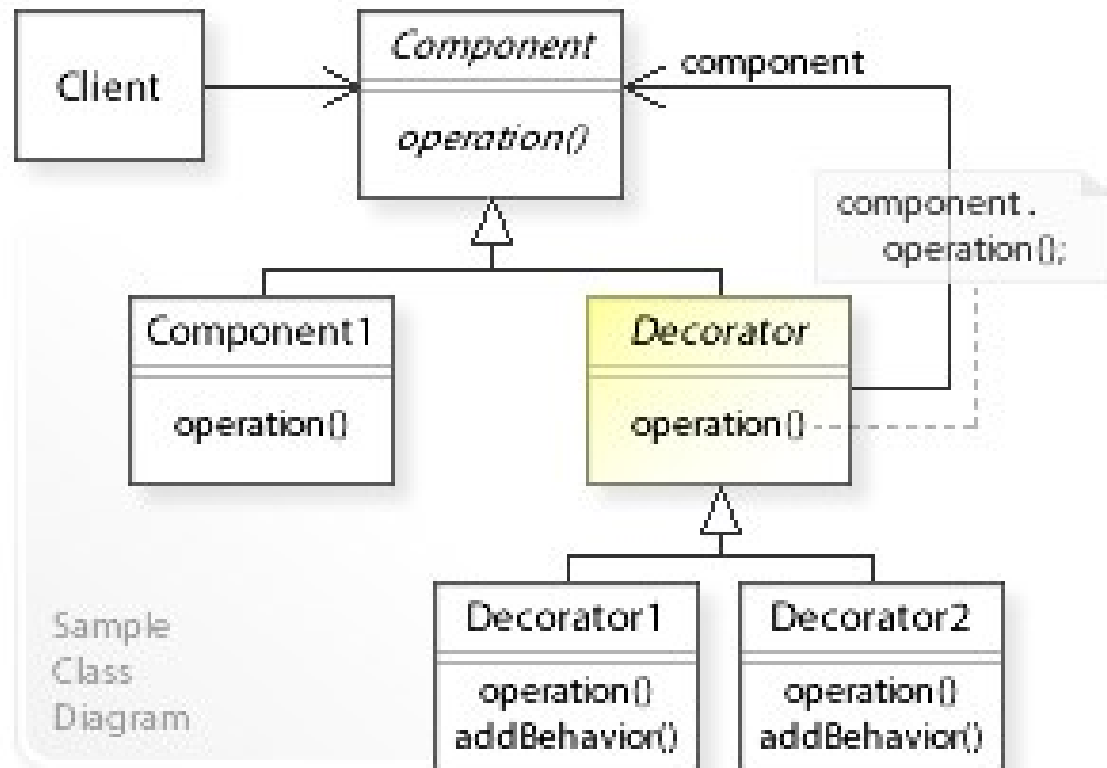 Client
Component
operation()
component
component.
operation();
Component1
operation()
Decorator
operation()
Decorator1
operation()
addBehavior()
Decorator2
operation()
addBehavior()
Sample
Class
Diagram